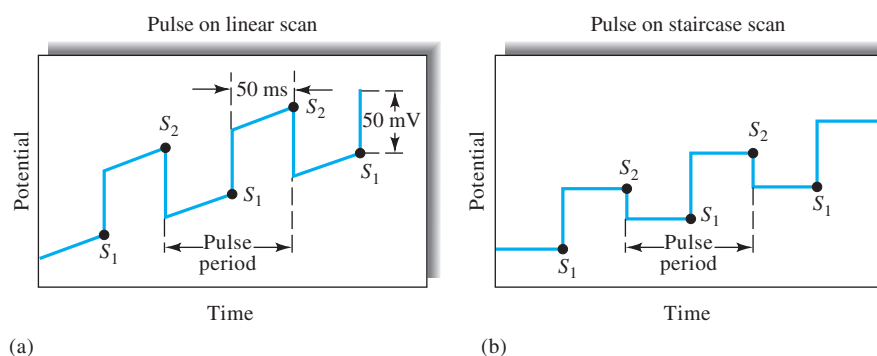 Pulse on linear scan
Potential
50 ms
S2
50 mV
S2
S1
S1
S1
Pulse
period
Time
(a)
Pulse on staircase scan
Potential
S2
S2
S1
S1
S1
Pulse
period
Time
(b)